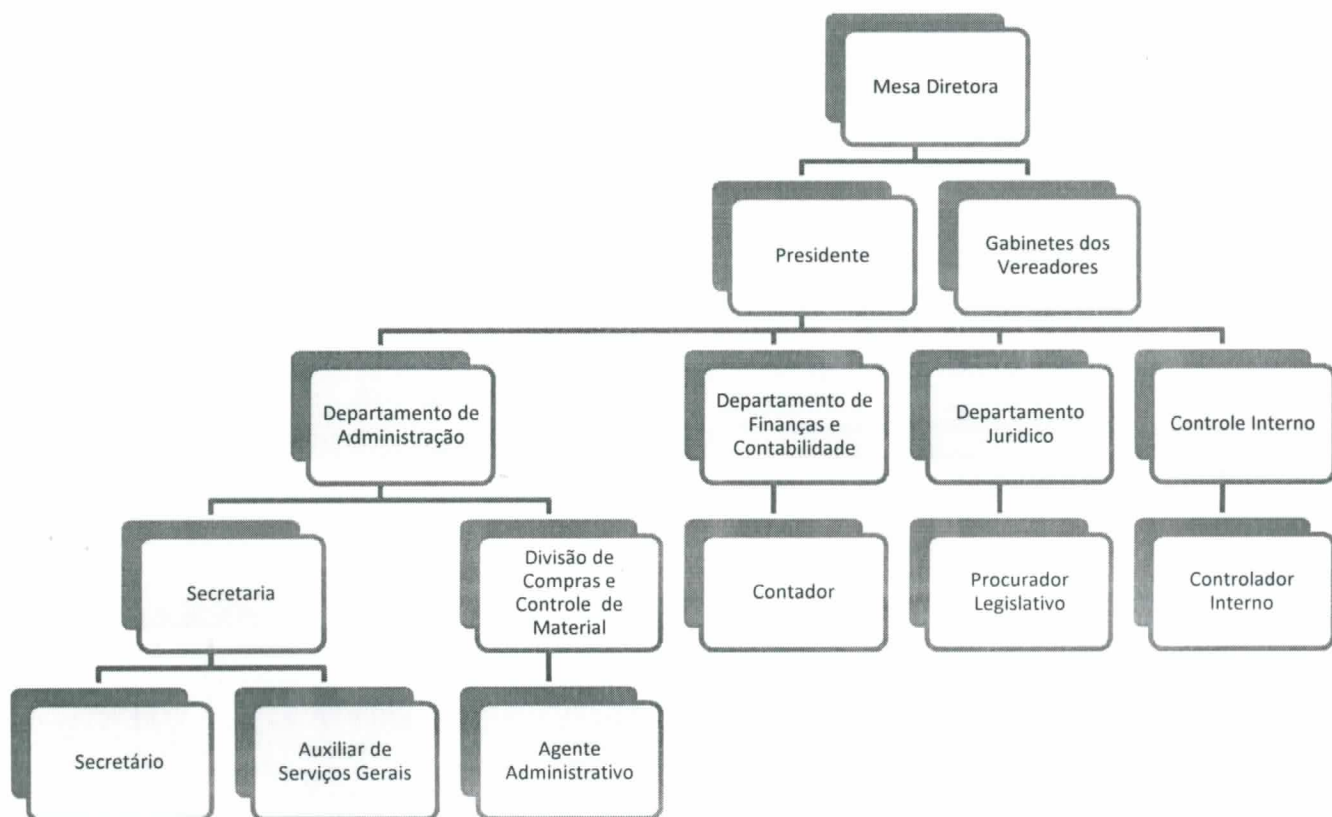 Mesa Diretora
Presidente
Gabinetes dos
Vereadores
Departamento de
Administração
Departamento de
Finanças e
Contabilidade
Departamento
Juridico
Controle Interno
Secretaria
Divisão de
Compras e
Controle de
Material
Contador
Procurador
Legislativo
Controlador
Interno
Secretário
Auxiliar de
Serviços Gerais
Agente
Administrativo